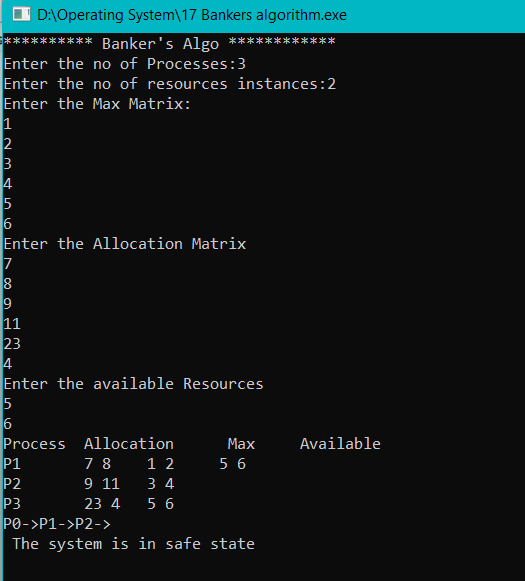 D:\Operating System\17 Bankers algorithm.exe
********** Banker's Algo ************
Enter the no of Processes:3
Enter the no of resources instances:2
Enter the Max Matrix:
1
2
3
4
5
6
Enter the Allocation Matrix
7
8
9
11
23
4
Enter the available Resources
5
6
Process  Allocation      Max     Available
P1       7 8    1 2     5 6
P2       9 11   3 4
P3       23 4   5 6
P0->P1->P2->
 The system is in safe state